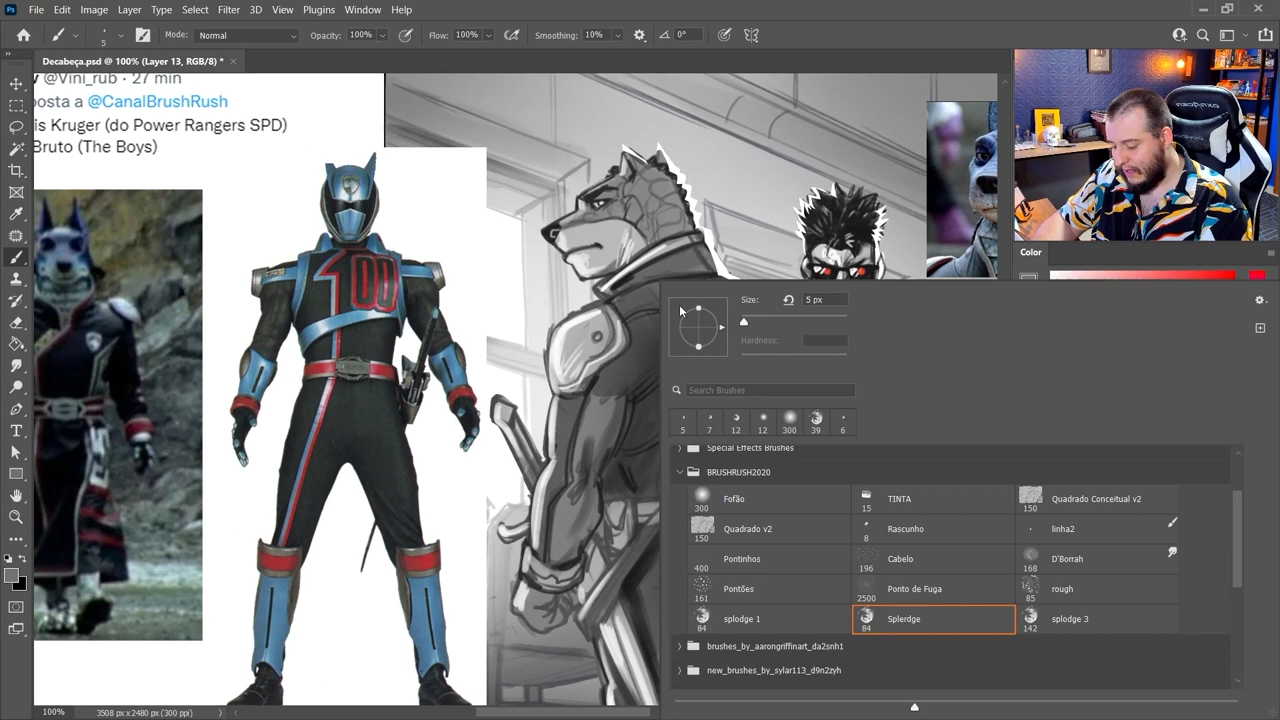 File Edit Image Layer Type Select Filter 3D View Plugins Window Help
5 Mode: Normal Opacity: 100% Flow: 100% Smoothing: 10% 0°
Decabeça.psd @ 100% (Layer 13, RGB/8) *
@Vini_rub · 27 min
posta a @CanalBrushRush
is Kruger (do Power Rangers SPD)
Bruto (The Boys)
100
Color
Size: 5 px
Hardness:
Search Brushes
5 7 12 12 300 39 6
Special Effects Brushes
BRUSHRUSH2020
Fofão TINTA Quadrado Conceitual v2
300 15 150
Quadrado v2 Rascunho linha2
150 8
Pontinhos Cabelo D'Borrah
400 196 168
Pontões Ponto de Fuga rough
161 2500 85
splodge 1 Splerdge splodge 3
84 84 142
brushes_by_aarongriffinart_da2snh1
new_brushes_by_sylar113_d9n2zyh
100% 3508 px x 2480 px (300 ppi)